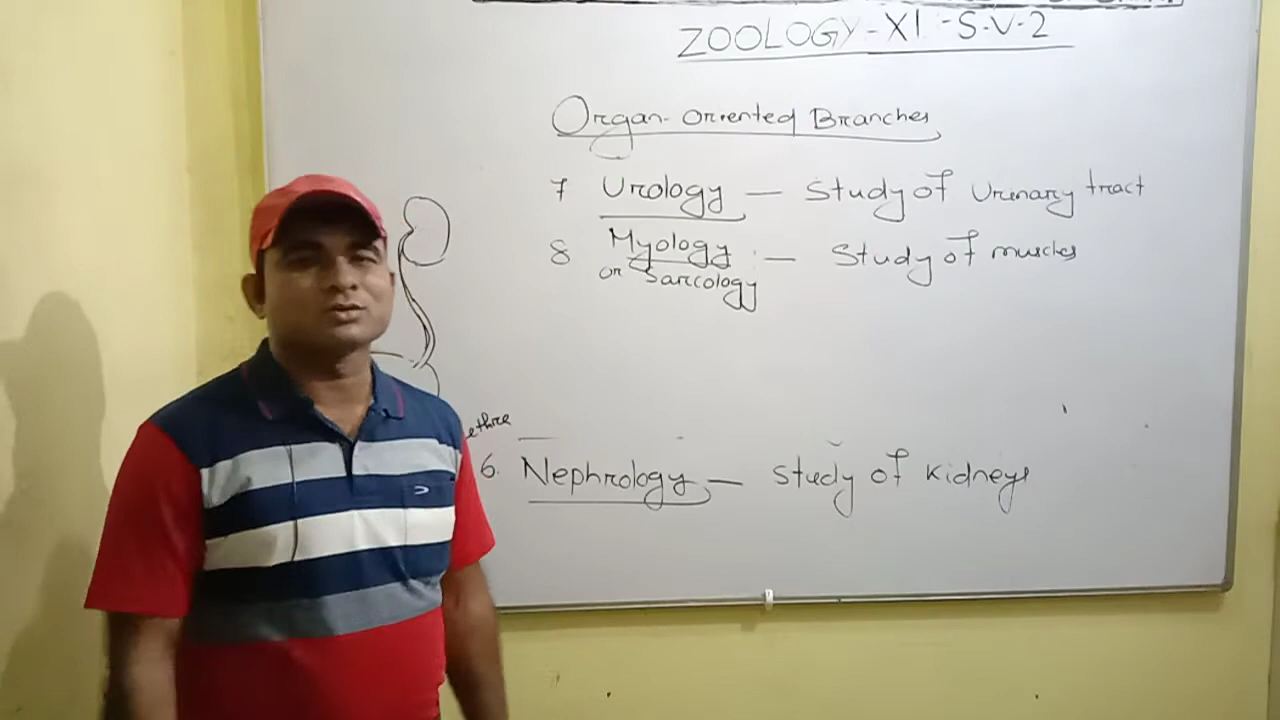 ZOOLOGY-XI-S-V-2
Organ-Oriented Branches
7 Urology — Study of Urenary tract
8 Myology — Study of muscles
or Sarcology
6. Nephrology — Study of Kidneys